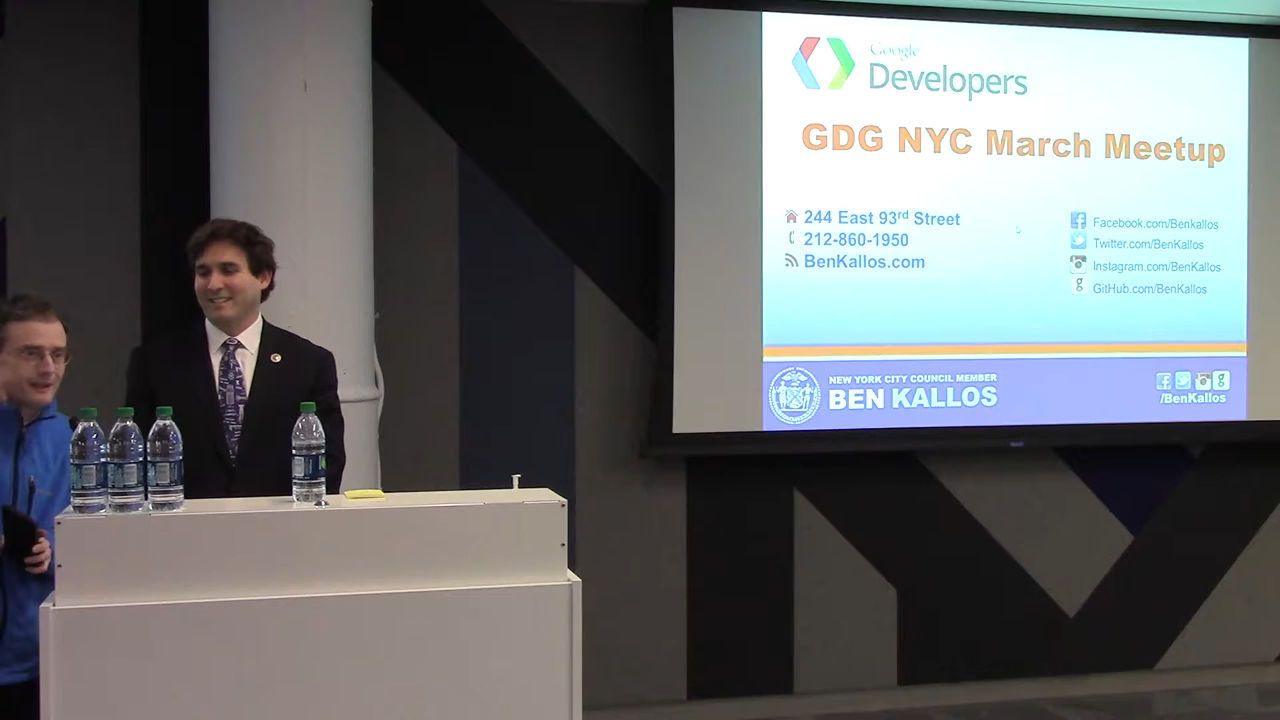 Google
Developers
GDG NYC March Meetup
244 East 93rd Street
212-860-1950
BenKallos.com
Facebook.com/Benkallos
Twitter.com/BenKallos
Instagram.com/BenKallos
GitHub.com/BenKallos
NEW YORK CITY COUNCIL MEMBER
BEN KALLOS
/BenKallos